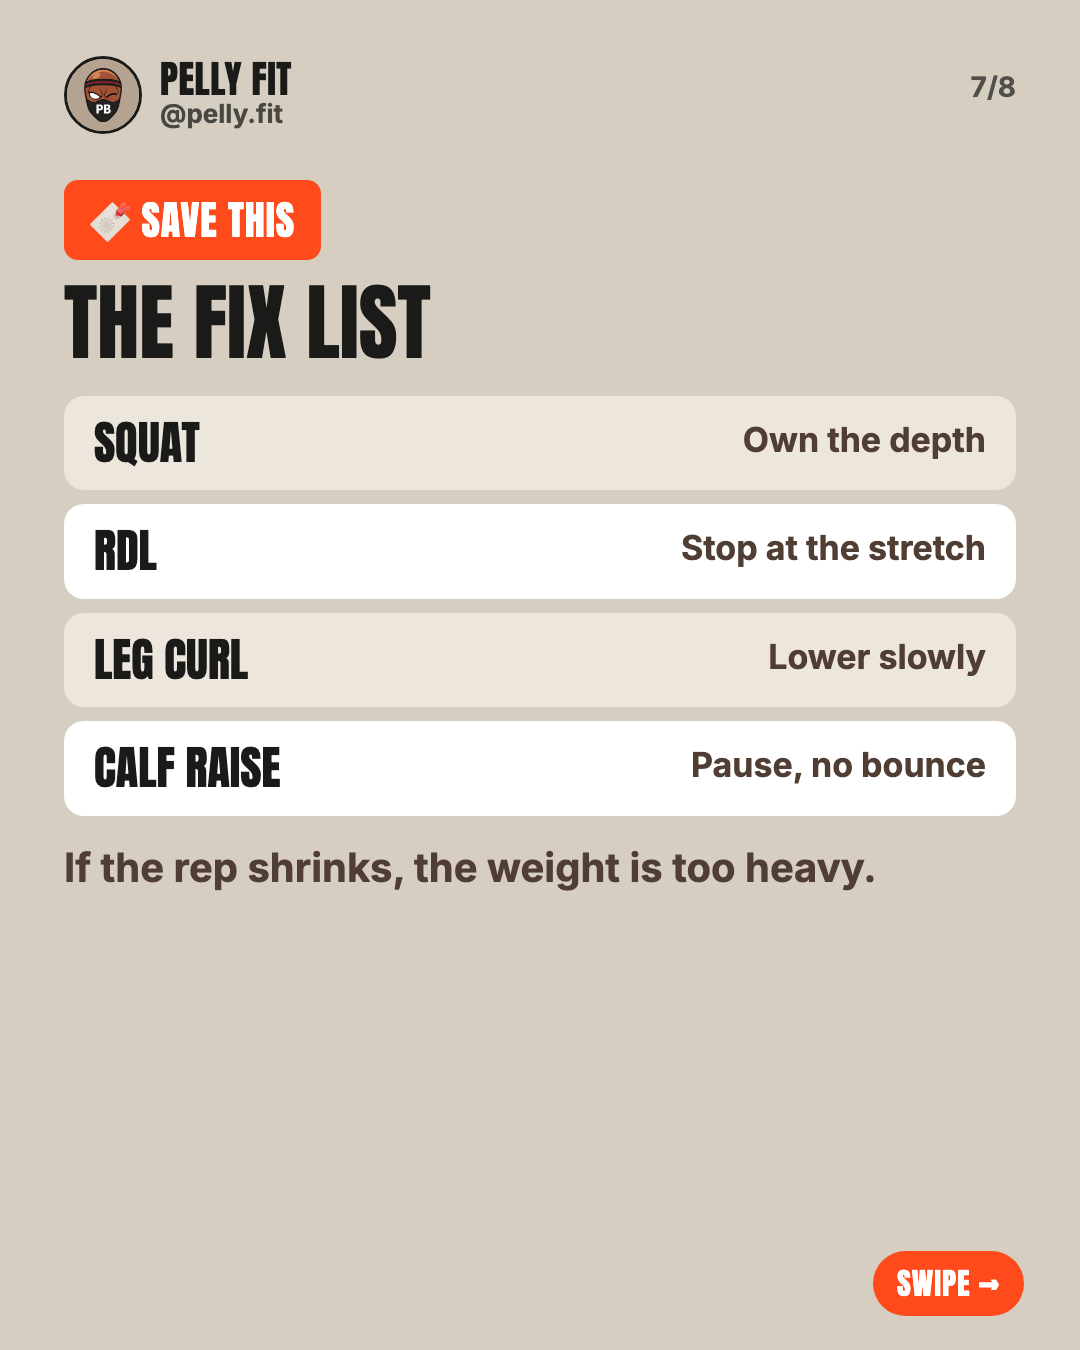 PELLY FIT
@pelly.fit
7/8
PB
SAVE THIS
THE FIX LIST
SQUAT
Own the depth
RDL
Stop at the stretch
LEG CURL
Lower slowly
CALF RAISE
Pause, no bounce
If the rep shrinks, the weight is too heavy.
SWIPE →